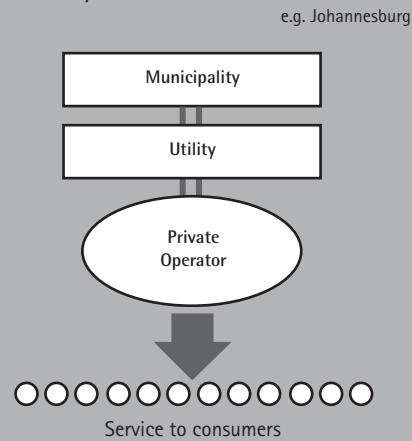 e.g. Johannesburg
Municipality
Utility
Private
Operator
Service to consumers